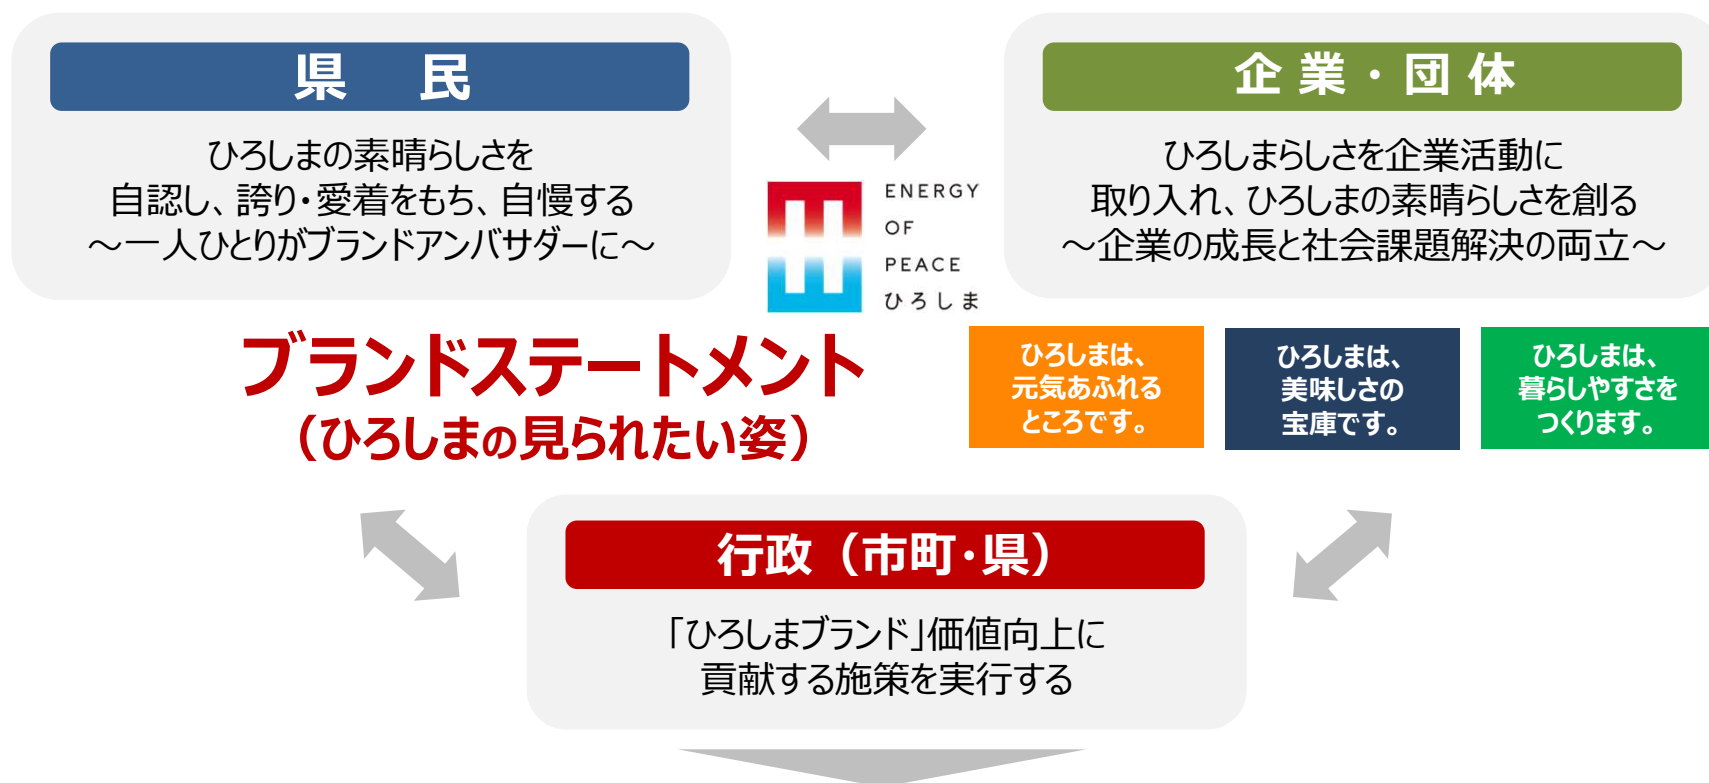 県　民
ひろしまの素晴らしさを
自認し、誇り・愛着をもち、自慢する
～一人ひとりがブランドアンバサダーに～
企業・団体
ひろしまらしさを企業活動に
取り入れ、ひろしまの素晴らしさを創る
～企業の成長と社会課題解決の両立～
ENERGY
OF
PEACE
ひろしま
ブランドステートメント
（ひろしまの見られたい姿）
ひろしまは、
元気あふれる
ところです。
ひろしまは、
美味しさの
宝庫です。
ひろしまは、
暮らしやすさを
つくります。
行政（市町・県）
「ひろしまブランド」価値向上に
貢献する施策を実行する